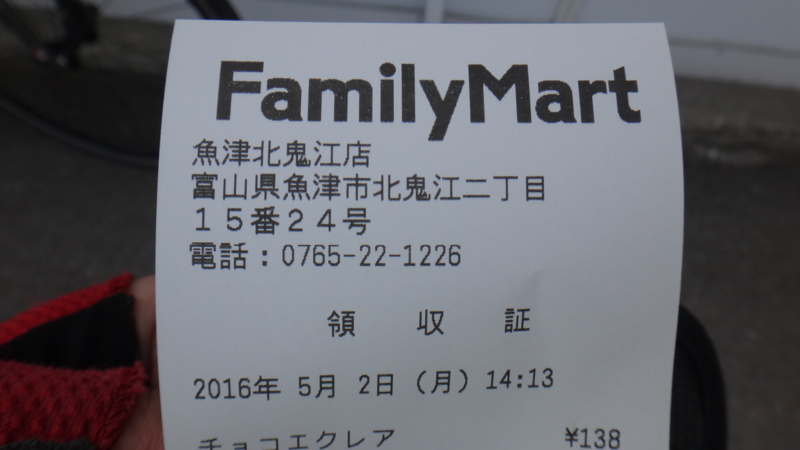 FamilyMart
魚津北鬼江店
富山県魚津市北鬼江二丁目
１５番２４号
電話：0765-22-1226
領 収 証
2016年 5月 2日（月）14:13
チョコエクレア ¥138